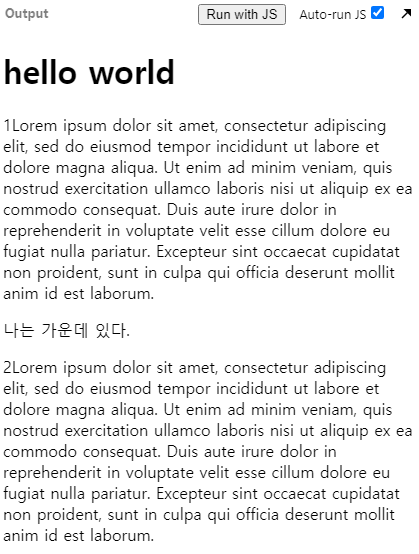 Output Run with JS Auto-run JS
hello world
1Lorem ipsum dolor sit amet, consectetur adipiscing
elit, sed do eiusmod tempor incididunt ut labore et
dolore magna aliqua. Ut enim ad minim veniam, quis
nostrud exercitation ullamco laboris nisi ut aliquip ex ea
commodo consequat. Duis aute irure dolor in
reprehenderit in voluptate velit esse cillum dolore eu
fugiat nulla pariatur. Excepteur sint occaecat cupidatat
non proident, sunt in culpa qui officia deserunt mollit
anim id est laborum.
나는 가운데 있다.
2Lorem ipsum dolor sit amet, consectetur adipiscing
elit, sed do eiusmod tempor incididunt ut labore et
dolore magna aliqua. Ut enim ad minim veniam, quis
nostrud exercitation ullamco laboris nisi ut aliquip ex ea
commodo consequat. Duis aute irure dolor in
reprehenderit in voluptate velit esse cillum dolore eu
fugiat nulla pariatur. Excepteur sint occaecat cupidatat
non proident, sunt in culpa qui officia deserunt mollit
anim id est laborum.